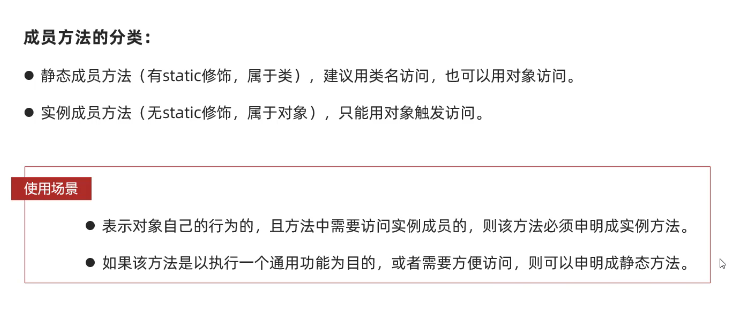 成员方法的分类：
● 静态成员方法（有static修饰，属于类），建议用类名访问，也可以用对象访问。
● 实例成员方法（无static修饰，属于对象），只能用对象触发访问。
使用场景
● 表示对象自己的行为的，且方法中需要访问实例成员的，则该方法必须申明成实例方法。
● 如果该方法是以执行一个通用功能为目的，或者需要方便访问，则可以申明成静态方法。